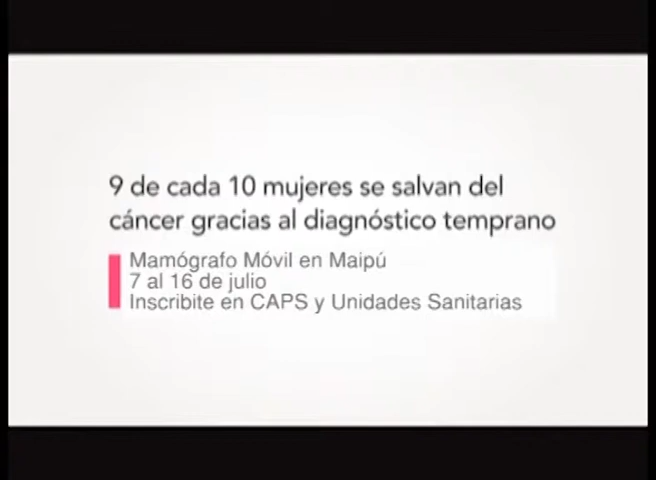 9 de cada 10 mujeres se salvan del
cáncer gracias al diagnóstico temprano
Mamógrafo Móvil en Maipú
7 al 16 de julio
Inscribite en CAPS y Unidades Sanitarias